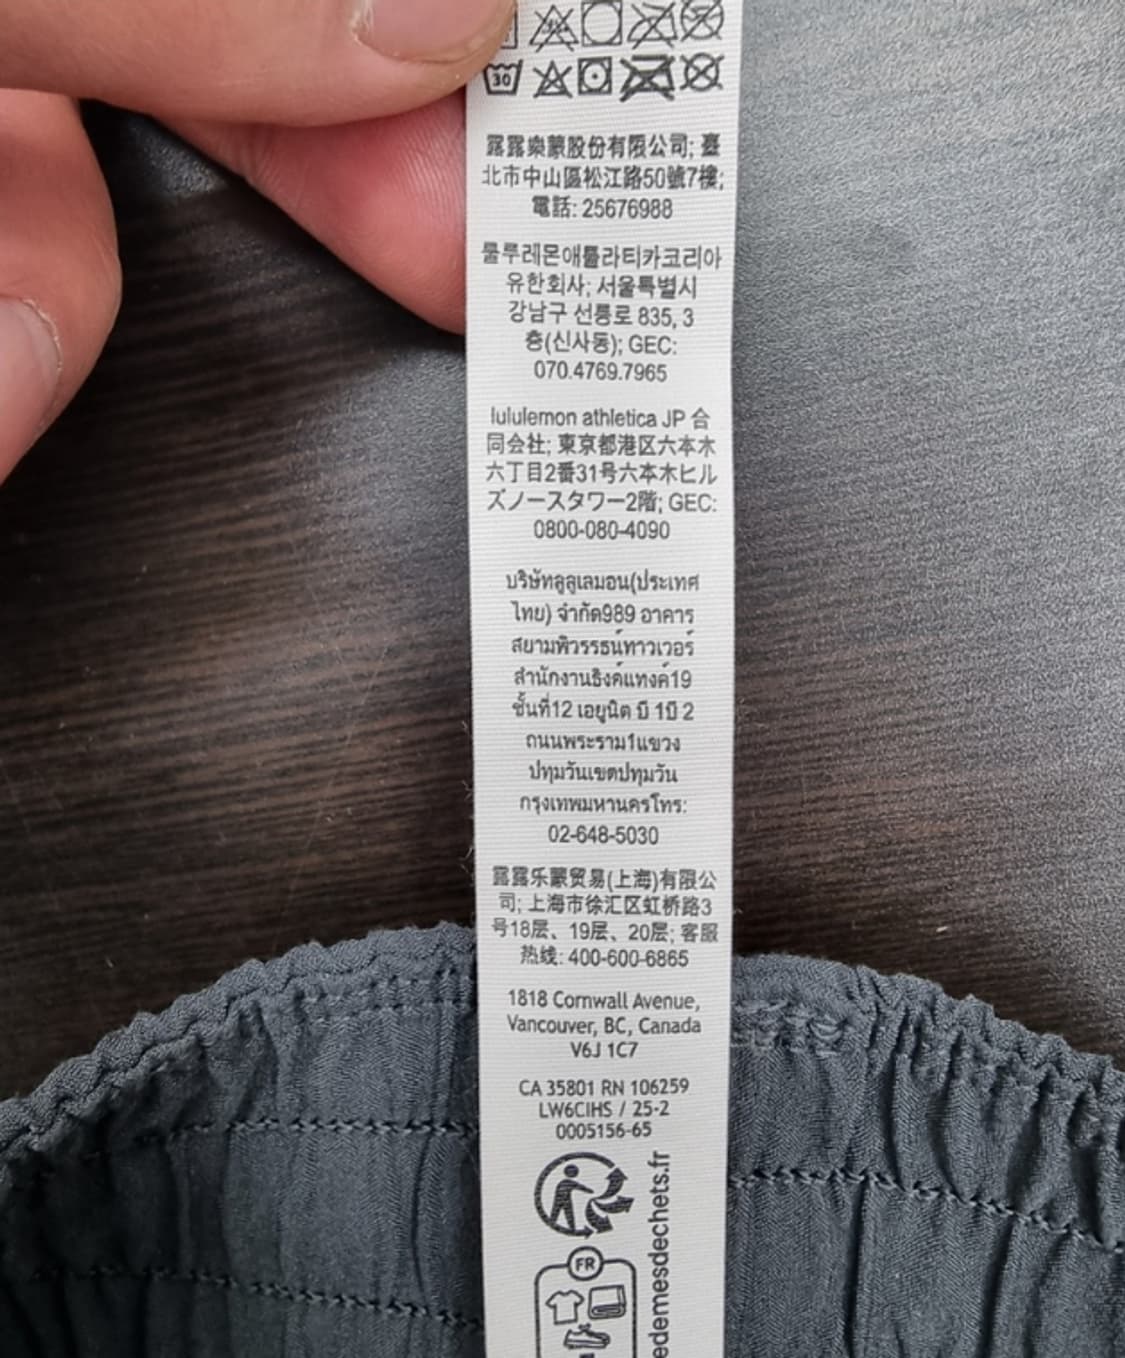 30
露露樂蒙股份有限公司; 臺
北市中山區松江路50號7樓;
電話: 25676988
룰루레몬애틀라티카코리아
유한회사; 서울특별시
강남구 선릉로 835, 3
층(신사동); GEC:
070.4769.7965
lululemon athletica JP 合
同会社; 東京都港区六本木
六丁目2番31号六本木ヒル
ズノースタワー2階; GEC:
0800-080-4090
บริษัทลูลูเลมอน(ประเทศ
ไทย) จำกัด989 อาคาร
สยามพิวรรธน์ทาวเวอร์
สำนักงานธิงค์แทงค์19
ชั้นที่12 เอยูนิต บี 1บี 2
ถนนพระราม1แขวง
ปทุมวันเขตปทุมวัน
กรุงเทพมหานครโทร:
02-648-5030
露露乐蒙贸易(上海)有限公
司; 上海市徐汇区虹桥路3
号18层、19层、20层; 客服
热线: 400-600-6865
1818 Cornwall Avenue,
Vancouver, BC, Canada
V6J 1C7
CA 35801 RN 106259
LW6CIHS / 25-2
0005156-65
edemesdechets.fr
FR